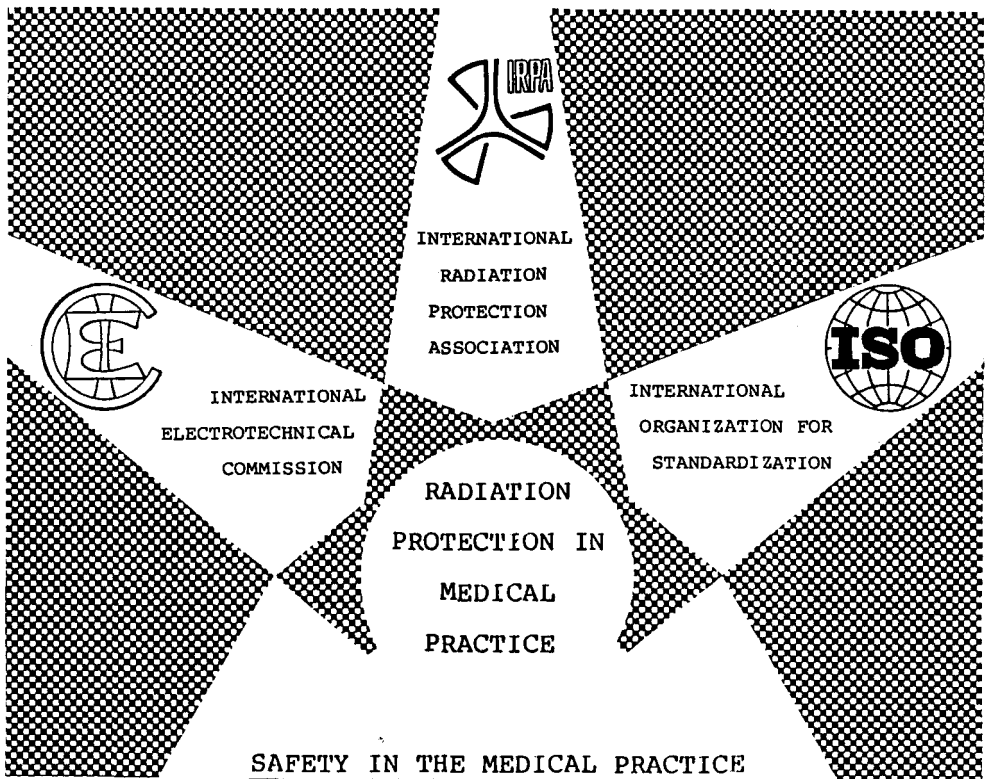 IRPA
INTERNATIONAL
RADIATION
PROTECTION
ASSOCIATION
IEC
INTERNATIONAL
ELECTROTECHNICAL
COMMISSION
ISO
INTERNATIONAL
ORGANIZATION FOR
STANDARDIZATION
RADIATION
PROTECTION IN
MEDICAL
PRACTICE
SAFETY IN THE MEDICAL PRACTICE